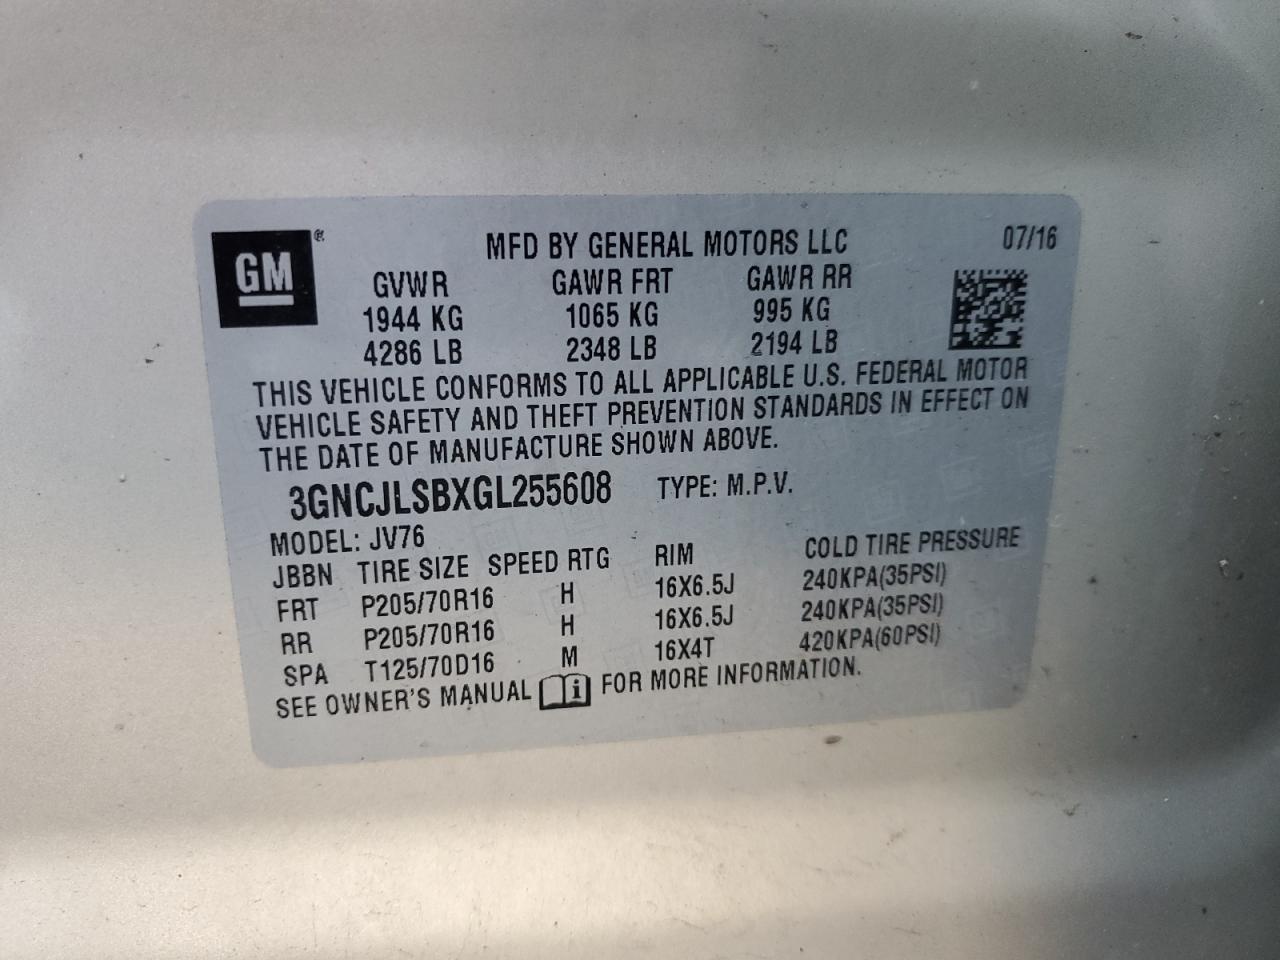 GM ® MFD BY GENERAL MOTORS LLC 07/16
GVWR GAWR FRT GAWR RR
1944 KG 1065 KG 995 KG
4286 LB 2348 LB 2194 LB
THIS VEHICLE CONFORMS TO ALL APPLICABLE U.S. FEDERAL MOTOR
VEHICLE SAFETY AND THEFT PREVENTION STANDARDS IN EFFECT ON
THE DATE OF MANUFACTURE SHOWN ABOVE.
3GNCJLSBXGL255608 TYPE: M.P.V.
MODEL: JV76
JBBN TIRE SIZE SPEED RTG RIM COLD TIRE PRESSURE
FRT P205/70R16 H 16X6.5J 240KPA(35PSI)
RR P205/70R16 H 16X6.5J 240KPA(35PSI)
SPA T125/70D16 M 16X4T 420KPA(60PSI)
SEE OWNER'S MANUAL i FOR MORE INFORMATION.